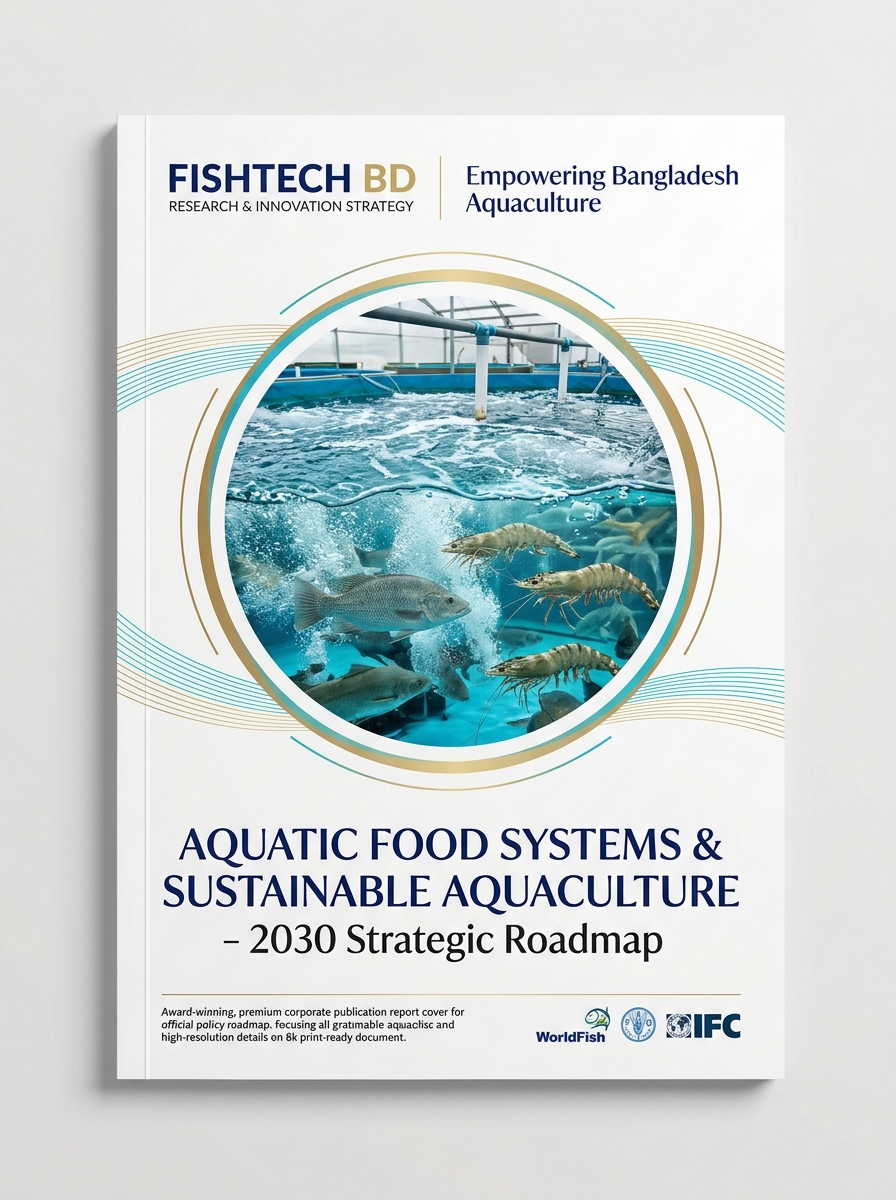 FISHTECH BD
RESEARCH & INNOVATION STRATEGY
Empowering Bangladesh
Aquaculture
AQUATIC FOOD SYSTEMS &
SUSTAINABLE AQUACULTURE
– 2030 Strategic Roadmap
Award-winning, premium corporate publication report cover for
official policy roadmap. focusing all gratimable aquaclisc and
high-resolution details on 8k print-ready document.
WorldFish
IFC